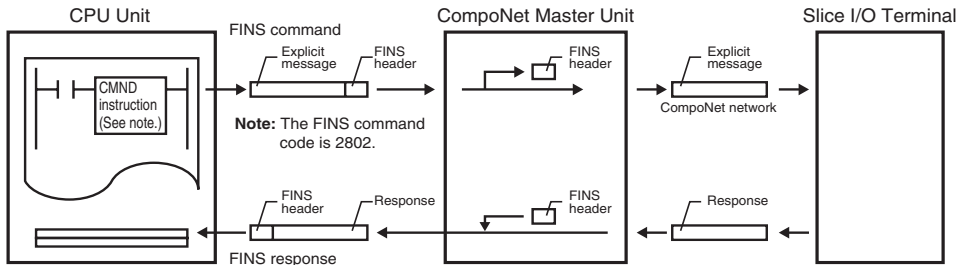 CPU Unit
CompoNet Master Unit
Slice I/O Terminal
FINS command
Explicit
message
FINS
header
FINS
header
Explicit
message
CMND
instruction
(See note.)
CompoNet network
Note: The FINS command
code is 2802.
FINS
header
Response
FINS
header
Response
FINS response